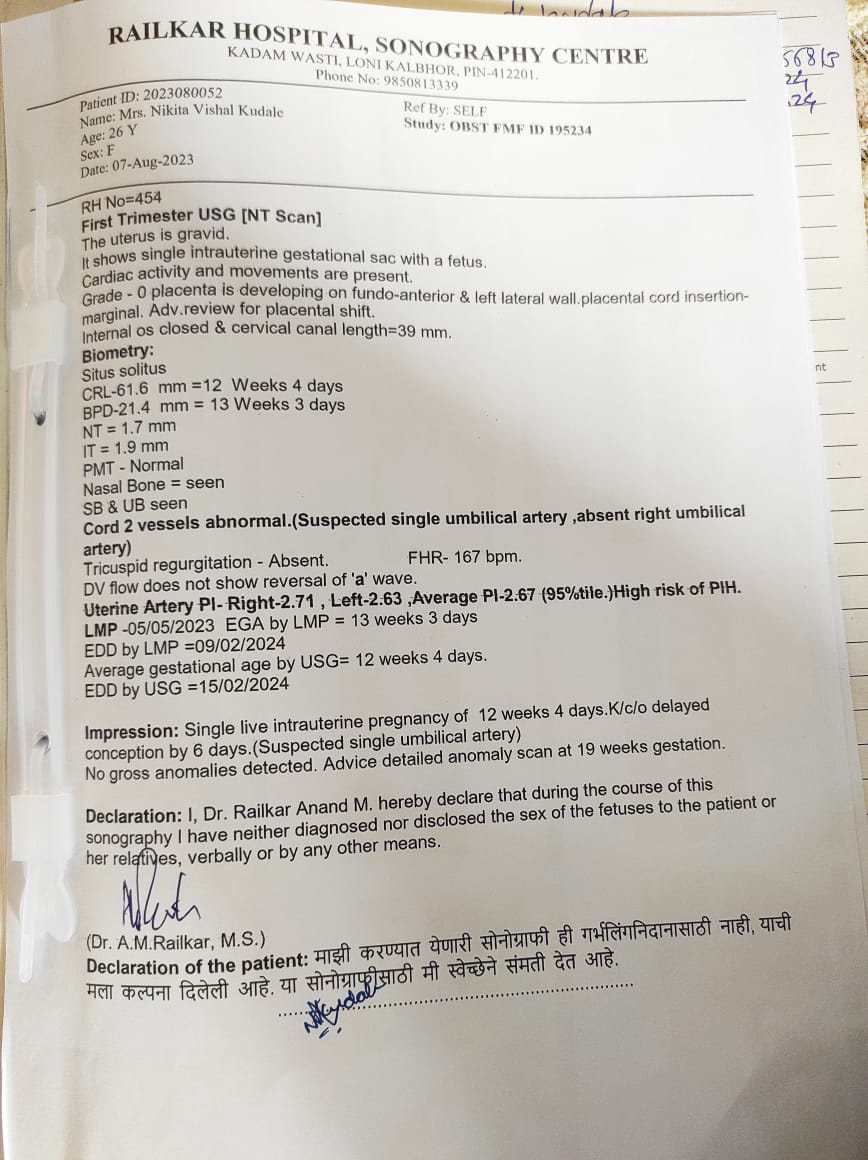 RAILKAR HOSPITAL, SONOGRAPHY CENTRE
KADAM WASTI, LONI KALBHOR, PIN-412201.
Phone No: 9850813339
Patient ID: 2023080052
Name: Mrs. Nikita Vishal Kudale
Age: 26 Y
Sex: F
Date: 07-Aug-2023
Ref By: SELF
Study: OBST FMF ID 195234
RH No=454
First Trimester USG [NT Scan]
The uterus is gravid.
It shows single intrauterine gestational sac with a fetus.
Cardiac activity and movements are present.
Grade - 0 placenta is developing on fundo-anterior & left lateral wall.placental cord insertion-
marginal. Adv.review for placental shift.
Internal os closed & cervical canal length=39 mm.
Biometry:
Situs solitus
CRL-61.6 mm =12 Weeks 4 days
BPD-21.4 mm = 13 Weeks 3 days
NT = 1.7 mm
IT = 1.9 mm
PMT - Normal
Nasal Bone = seen
SB & UB seen
Cord 2 vessels abnormal.(Suspected single umbilical artery ,absent right umbilical
artery)
Tricuspid regurgitation - Absent. FHR- 167 bpm.
DV flow does not show reversal of 'a' wave.
Uterine Artery PI- Right-2.71 , Left-2.63 ,Average PI-2.67 (95%tile.)High risk of PIH.
LMP -05/05/2023 EGA by LMP = 13 weeks 3 days
EDD by LMP =09/02/2024
Average gestational age by USG= 12 weeks 4 days.
EDD by USG =15/02/2024
Impression: Single live intrauterine pregnancy of 12 weeks 4 days.K/c/o delayed
conception by 6 days.(Suspected single umbilical artery)
No gross anomalies detected. Advice detailed anomaly scan at 19 weeks gestation.
Declaration: I, Dr. Railkar Anand M. hereby declare that during the course of this
sonography I have neither diagnosed nor disclosed the sex of the fetuses to the patient or
her relatives, verbally or by any other means.
(Dr. A.M.Railkar, M.S.)
Declaration of the patient: माझी करण्यात येणारी सोनोग्राफी ही गर्भलिंगनिदानासाठी नाही, याची
मला कल्पना दिलेली आहे. या सोनोग्राफीसाठी मी स्वेच्छेने संमती देत आहे.